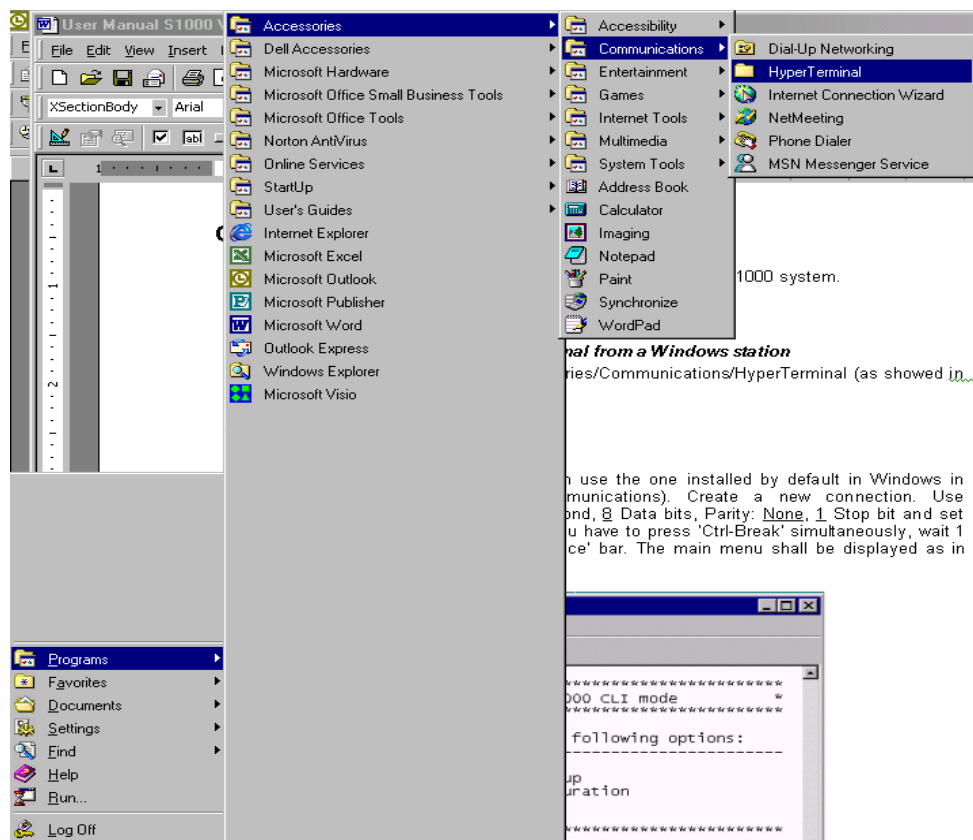 User Manual S1000
File Edit View Insert
XSectionBody Arial
abl
L
1
1
2
Accessories
Dell Accessories
Microsoft Hardware
Microsoft Office Small Business Tools
Microsoft Office Tools
Norton AntiVirus
Online Services
StartUp
User's Guides
Internet Explorer
Microsoft Excel
Microsoft Outlook
Microsoft Publisher
Microsoft Word
Outlook Express
Windows Explorer
Microsoft Visio
Accessibility
Communications
Entertainment
Games
Internet Tools
Multimedia
System Tools
Address Book
Calculator
Imaging
Notepad
Paint
Synchronize
WordPad
Dial-Up Networking
HyperTerminal
Internet Connection Wizard
NetMeeting
Phone Dialer
MSN Messenger Service
1000 system.
nal from a Windows station
ries/Communications/HyperTerminal (as showed in
n use the one installed by default in Windows in
munications). Create a new connection. Use
ond, 8 Data bits, Parity: None, 1 Stop bit and set
u have to press 'Ctrl-Break' simultaneously, wait 1
ce' bar. The main menu shall be displayed as in
Programs
Favorites
Documents
Settings
Find
Help
Run...
Log Off
************************
000 CLI mode *
************************
following options:
------------------------
up
uration
************************